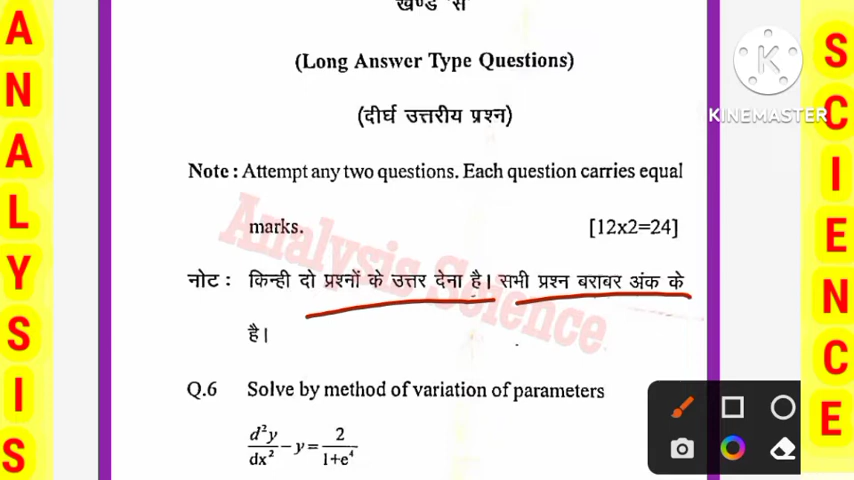 खण्ड 'स'
(Long Answer Type Questions)
(दीर्घ उत्तरीय प्रश्न)
Note : Attempt any two questions. Each question carries equal
marks. [12x2=24]
नोट : किन्ही दो प्रश्नों के उत्तर देना है। सभी प्रश्न बराबर अंक के
है।
Q.6 Solve by method of variation of parameters
d²y/dx² − y = 2/1+e⁴
ANALYSIS
SCIENCE
KINEMASTER
Analysis Science